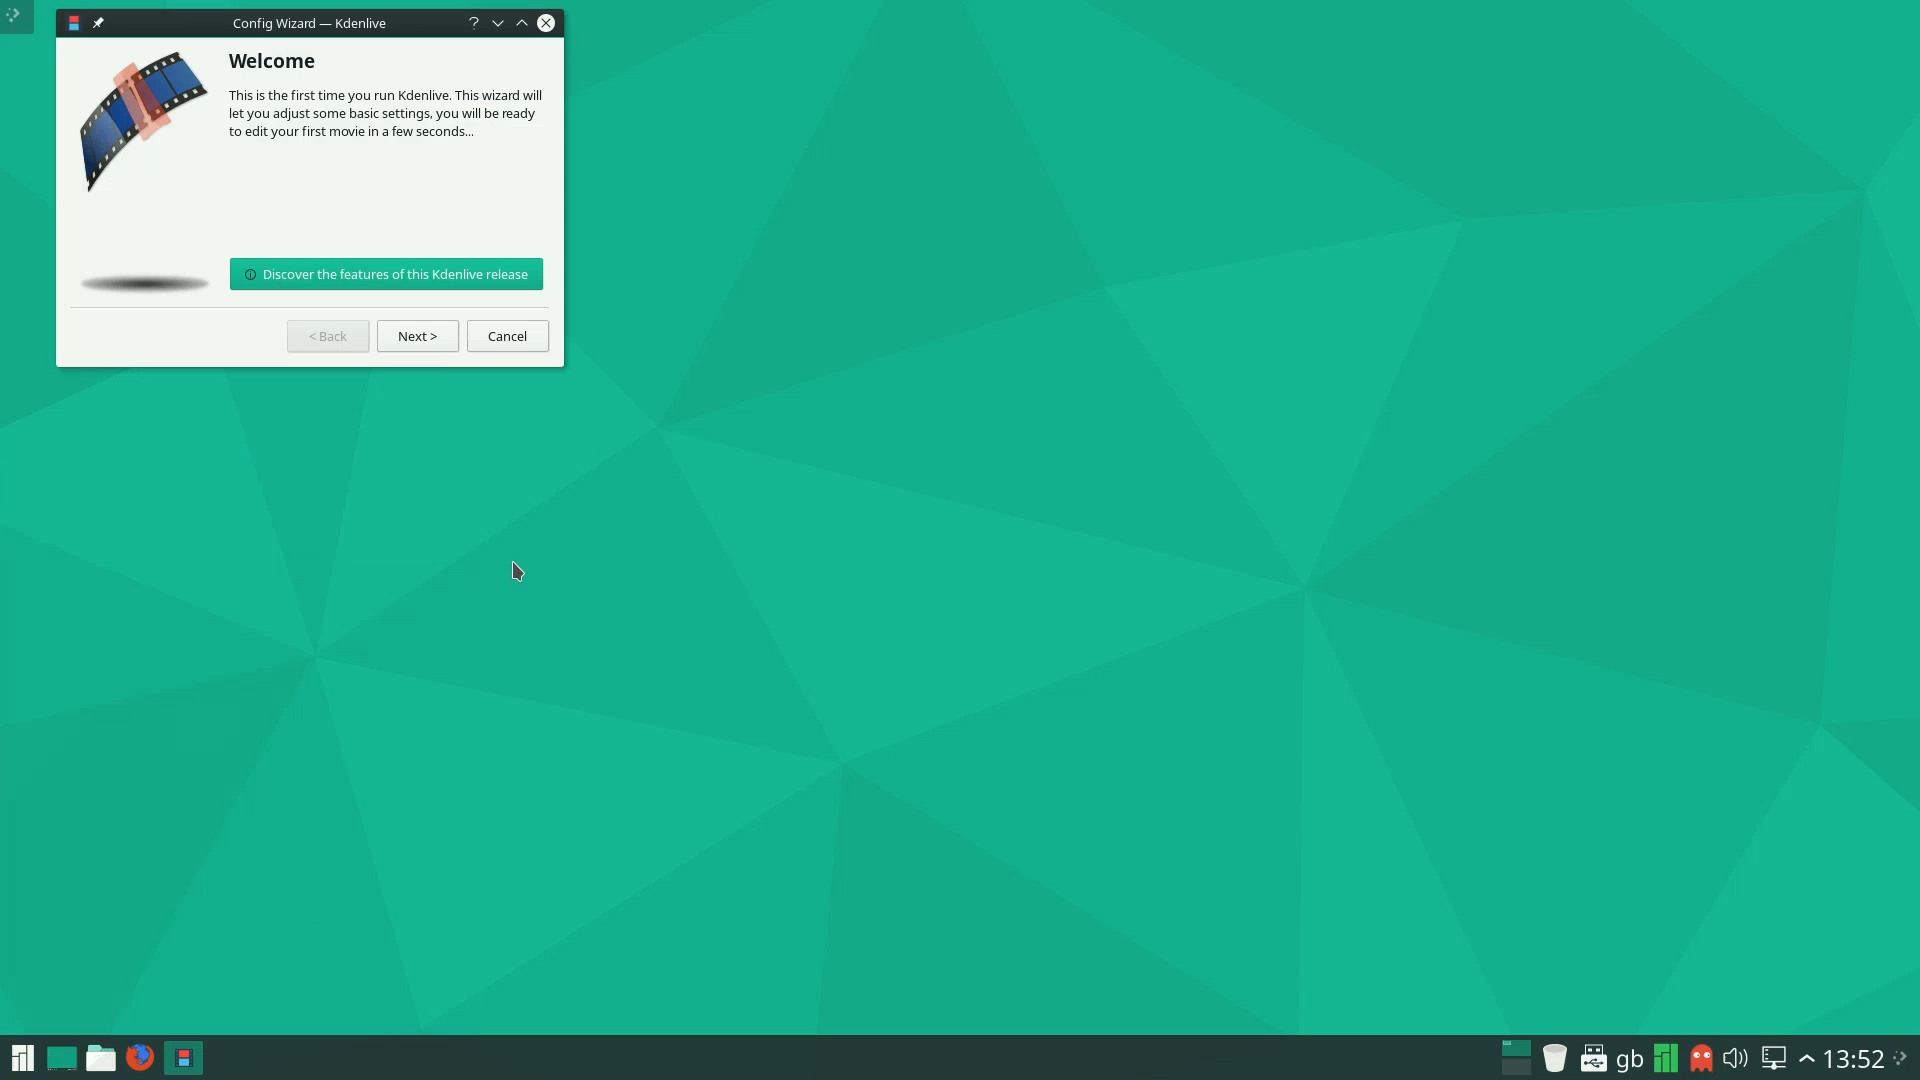 Config Wizard — Kdenlive
Welcome
This is the first time you run Kdenlive. This wizard will
let you adjust some basic settings, you will be ready
to edit your first movie in a few seconds...
Discover the features of this Kdenlive release
< Back
Next >
Cancel
gb
13:52